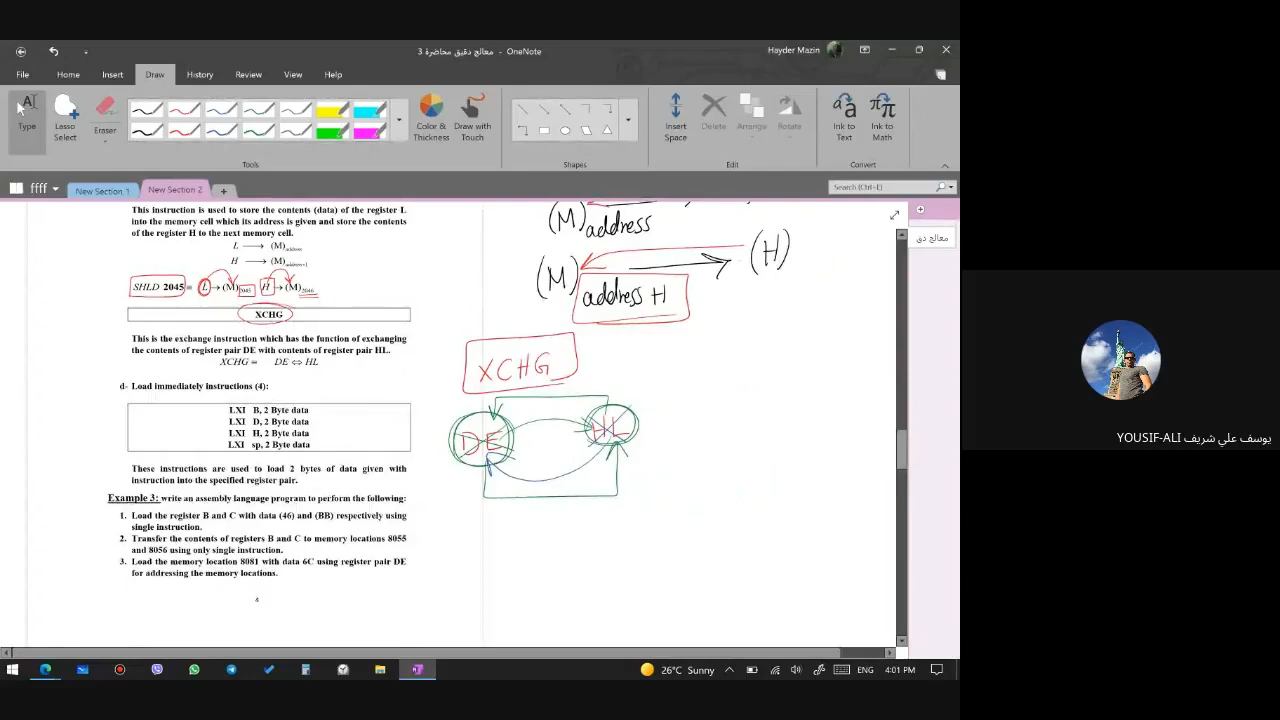 معالج دقيق محاضرة 3 - OneNote
Hayder Mazin
File Home Insert Draw History Review View Help
Type
Lasso Select
Eraser
Color & Thickness
Draw with Touch
Insert Space
Delete
Arrange
Rotate
Ink to Text
Ink to Math
Tools
Shapes
Edit
Convert
ffff
New Section 1
New Section 2
Search (Ctrl+E)
معالج دق
This instruction is used to store the contents (data) of the register L
into the memory cell which its address is given and store the contents
of the register H to the next memory cell.
L → (M)address
H → (M)address+1
SHLD 2045 = L → (M)2045 H → (M)2046
XCHG
This is the exchange instruction which has the function of exchanging
the contents of register pair DE with contents of register pair HL.
XCHG = DE ⇔ HL
d- Load immediately instructions (4):
LXI B, 2 Byte data
LXI D, 2 Byte data
LXI H, 2 Byte data
LXI sp, 2 Byte data
These instructions are used to load 2 bytes of data given with
instruction into the specified register pair.
Example 3: write an assembly language program to perform the following:
1. Load the register B and C with data (46) and (BB) respectively using
single instruction.
2. Transfer the contents of registers B and C to memory locations 8055
and 8056 using only single instruction.
3. Load the memory location 8081 with data 6C using register pair DE
for addressing the memory locations.
(M) address
(M) address H (H)
XCHG
DE HL
يوسف علي شريف YOUSIF-ALI
26°C Sunny
ENG
4:01 PM